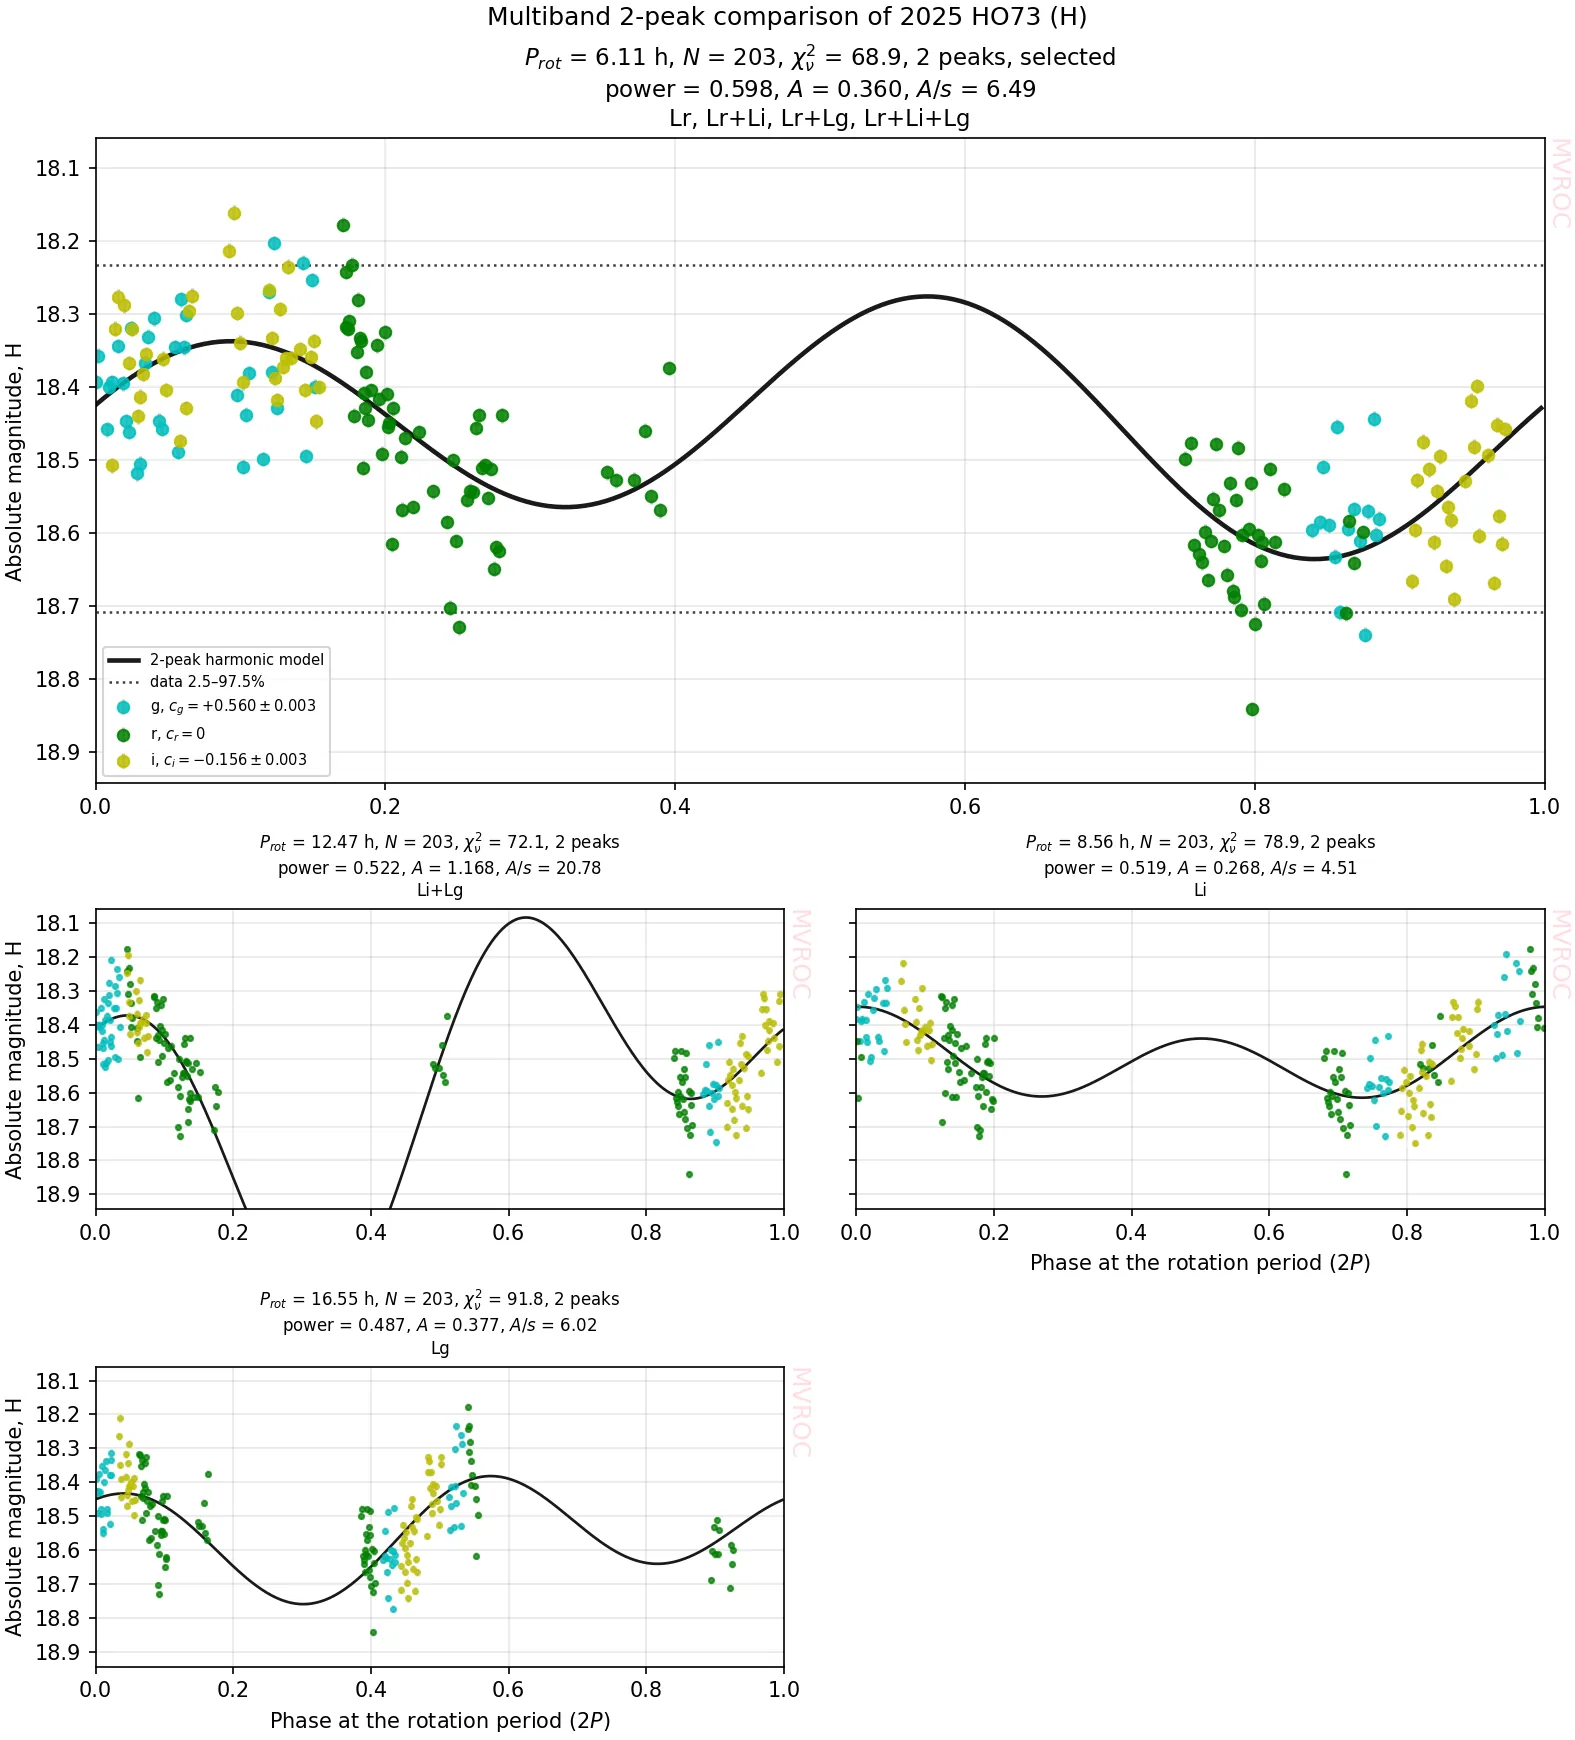 Multiband 2-peak comparison of 2025 HO73 (H)
P_rot = 6.11 h, N = 203, χ²_ν = 68.9, 2 peaks, selected
power = 0.598, A = 0.360, A/s = 6.49
Lr, Lr+Li, Lr+Lg, Lr+Li+Lg
MVROC
Absolute magnitude, H
18.1
18.2
18.3
18.4
18.5
18.6
18.7
18.8
18.9
2-peak harmonic model
data 2.5–97.5%
g, c_g = +0.560 ± 0.003
r, c_r = 0
i, c_i = −0.156 ± 0.003
0.0 0.2 0.4 0.6 0.8 1.0
P_rot = 12.47 h, N = 203, χ²_ν = 72.1, 2 peaks
power = 0.522, A = 1.168, A/s = 20.78
Li+Lg
MVROC
Absolute magnitude, H
18.1
18.2
18.3
18.4
18.5
18.6
18.7
18.8
18.9
0.0 0.2 0.4 0.6 0.8 1.0
P_rot = 8.56 h, N = 203, χ²_ν = 78.9, 2 peaks
power = 0.519, A = 0.268, A/s = 4.51
Li
MVROC
0.0 0.2 0.4 0.6 0.8 1.0
Phase at the rotation period (2P)
P_rot = 16.55 h, N = 203, χ²_ν = 91.8, 2 peaks
power = 0.487, A = 0.377, A/s = 6.02
Lg
MVROC
Absolute magnitude, H
18.1
18.2
18.3
18.4
18.5
18.6
18.7
18.8
18.9
0.0 0.2 0.4 0.6 0.8 1.0
Phase at the rotation period (2P)